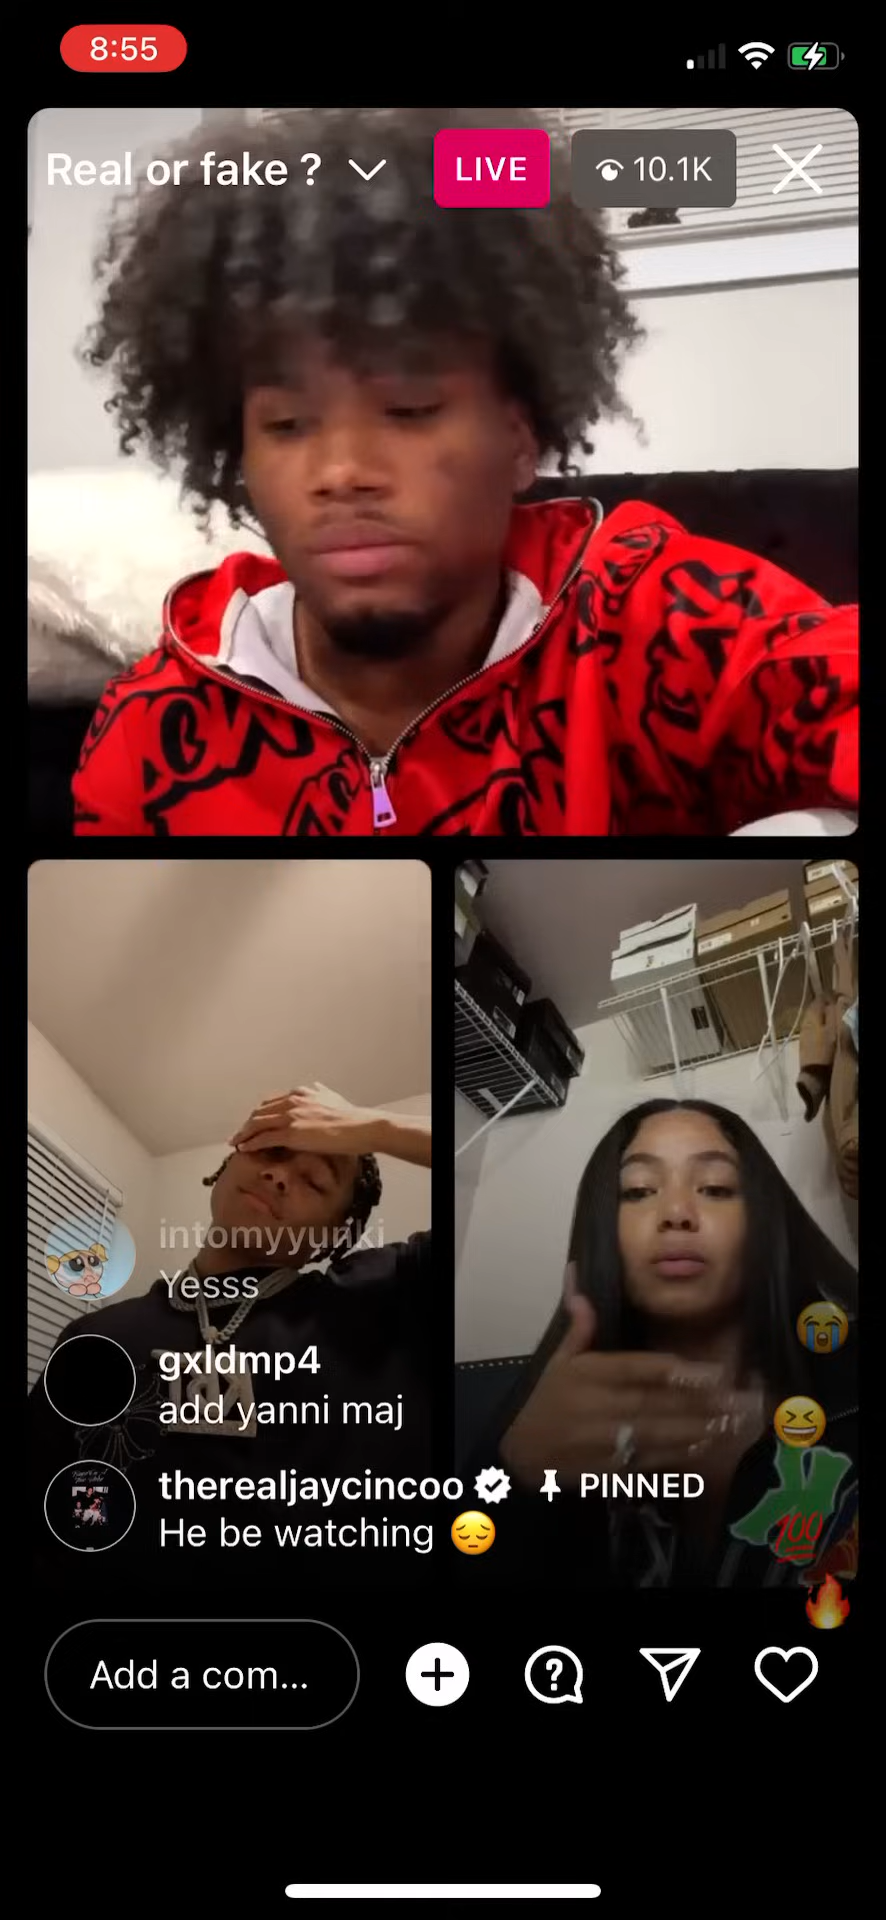 8:55
Real or fake ?
LIVE
10.1K
intomyyunki
Yesss
gxldmp4
add yanni maj
therealjaycincoo PINNED
He be watching 😔
100
Add a com...